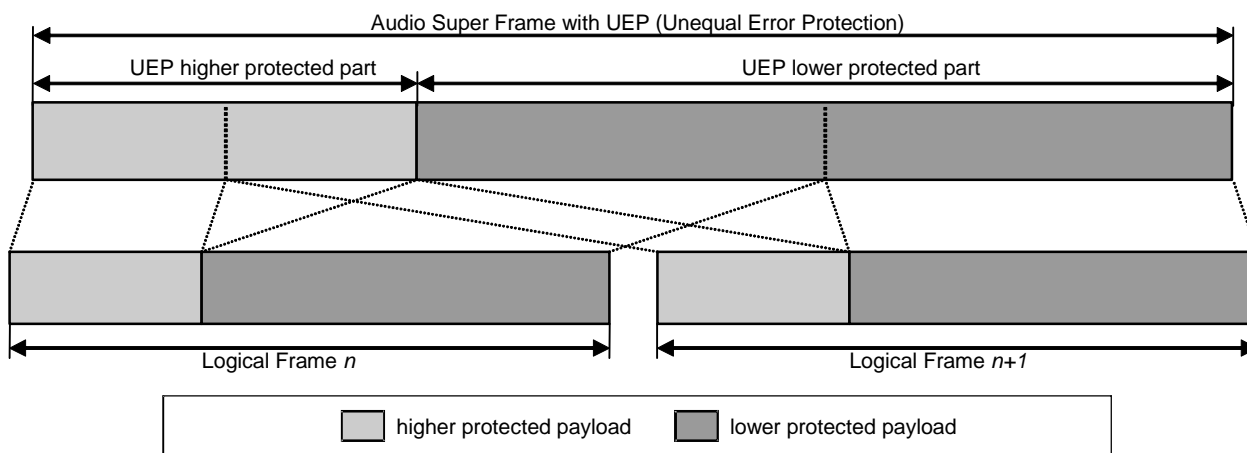 Audio Super Frame with UEP (Unequal Error Protection)
UEP higher protected part
UEP lower protected part
Logical Frame n
Logical Frame n+1
higher protected payload
lower protected payload